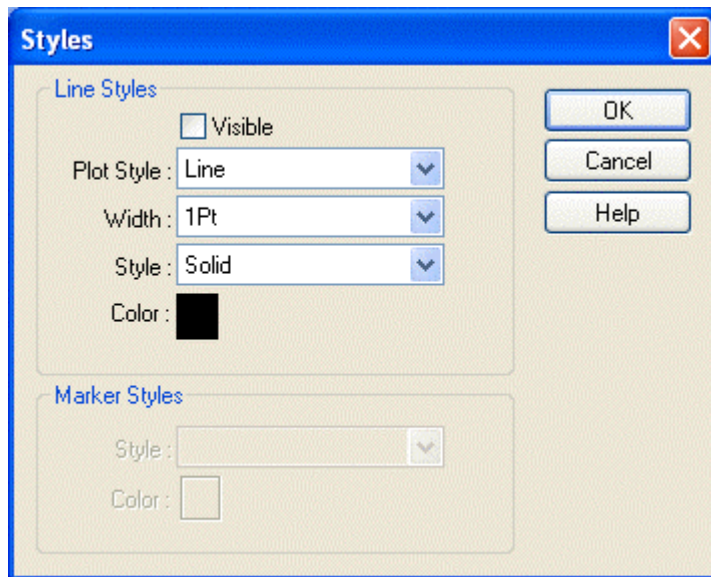 Styles
Line Styles
Visible
Plot Style : Line
Width : 1Pt
Style : Solid
Color :
Marker Styles
Style :
Color :
OK
Cancel
Help